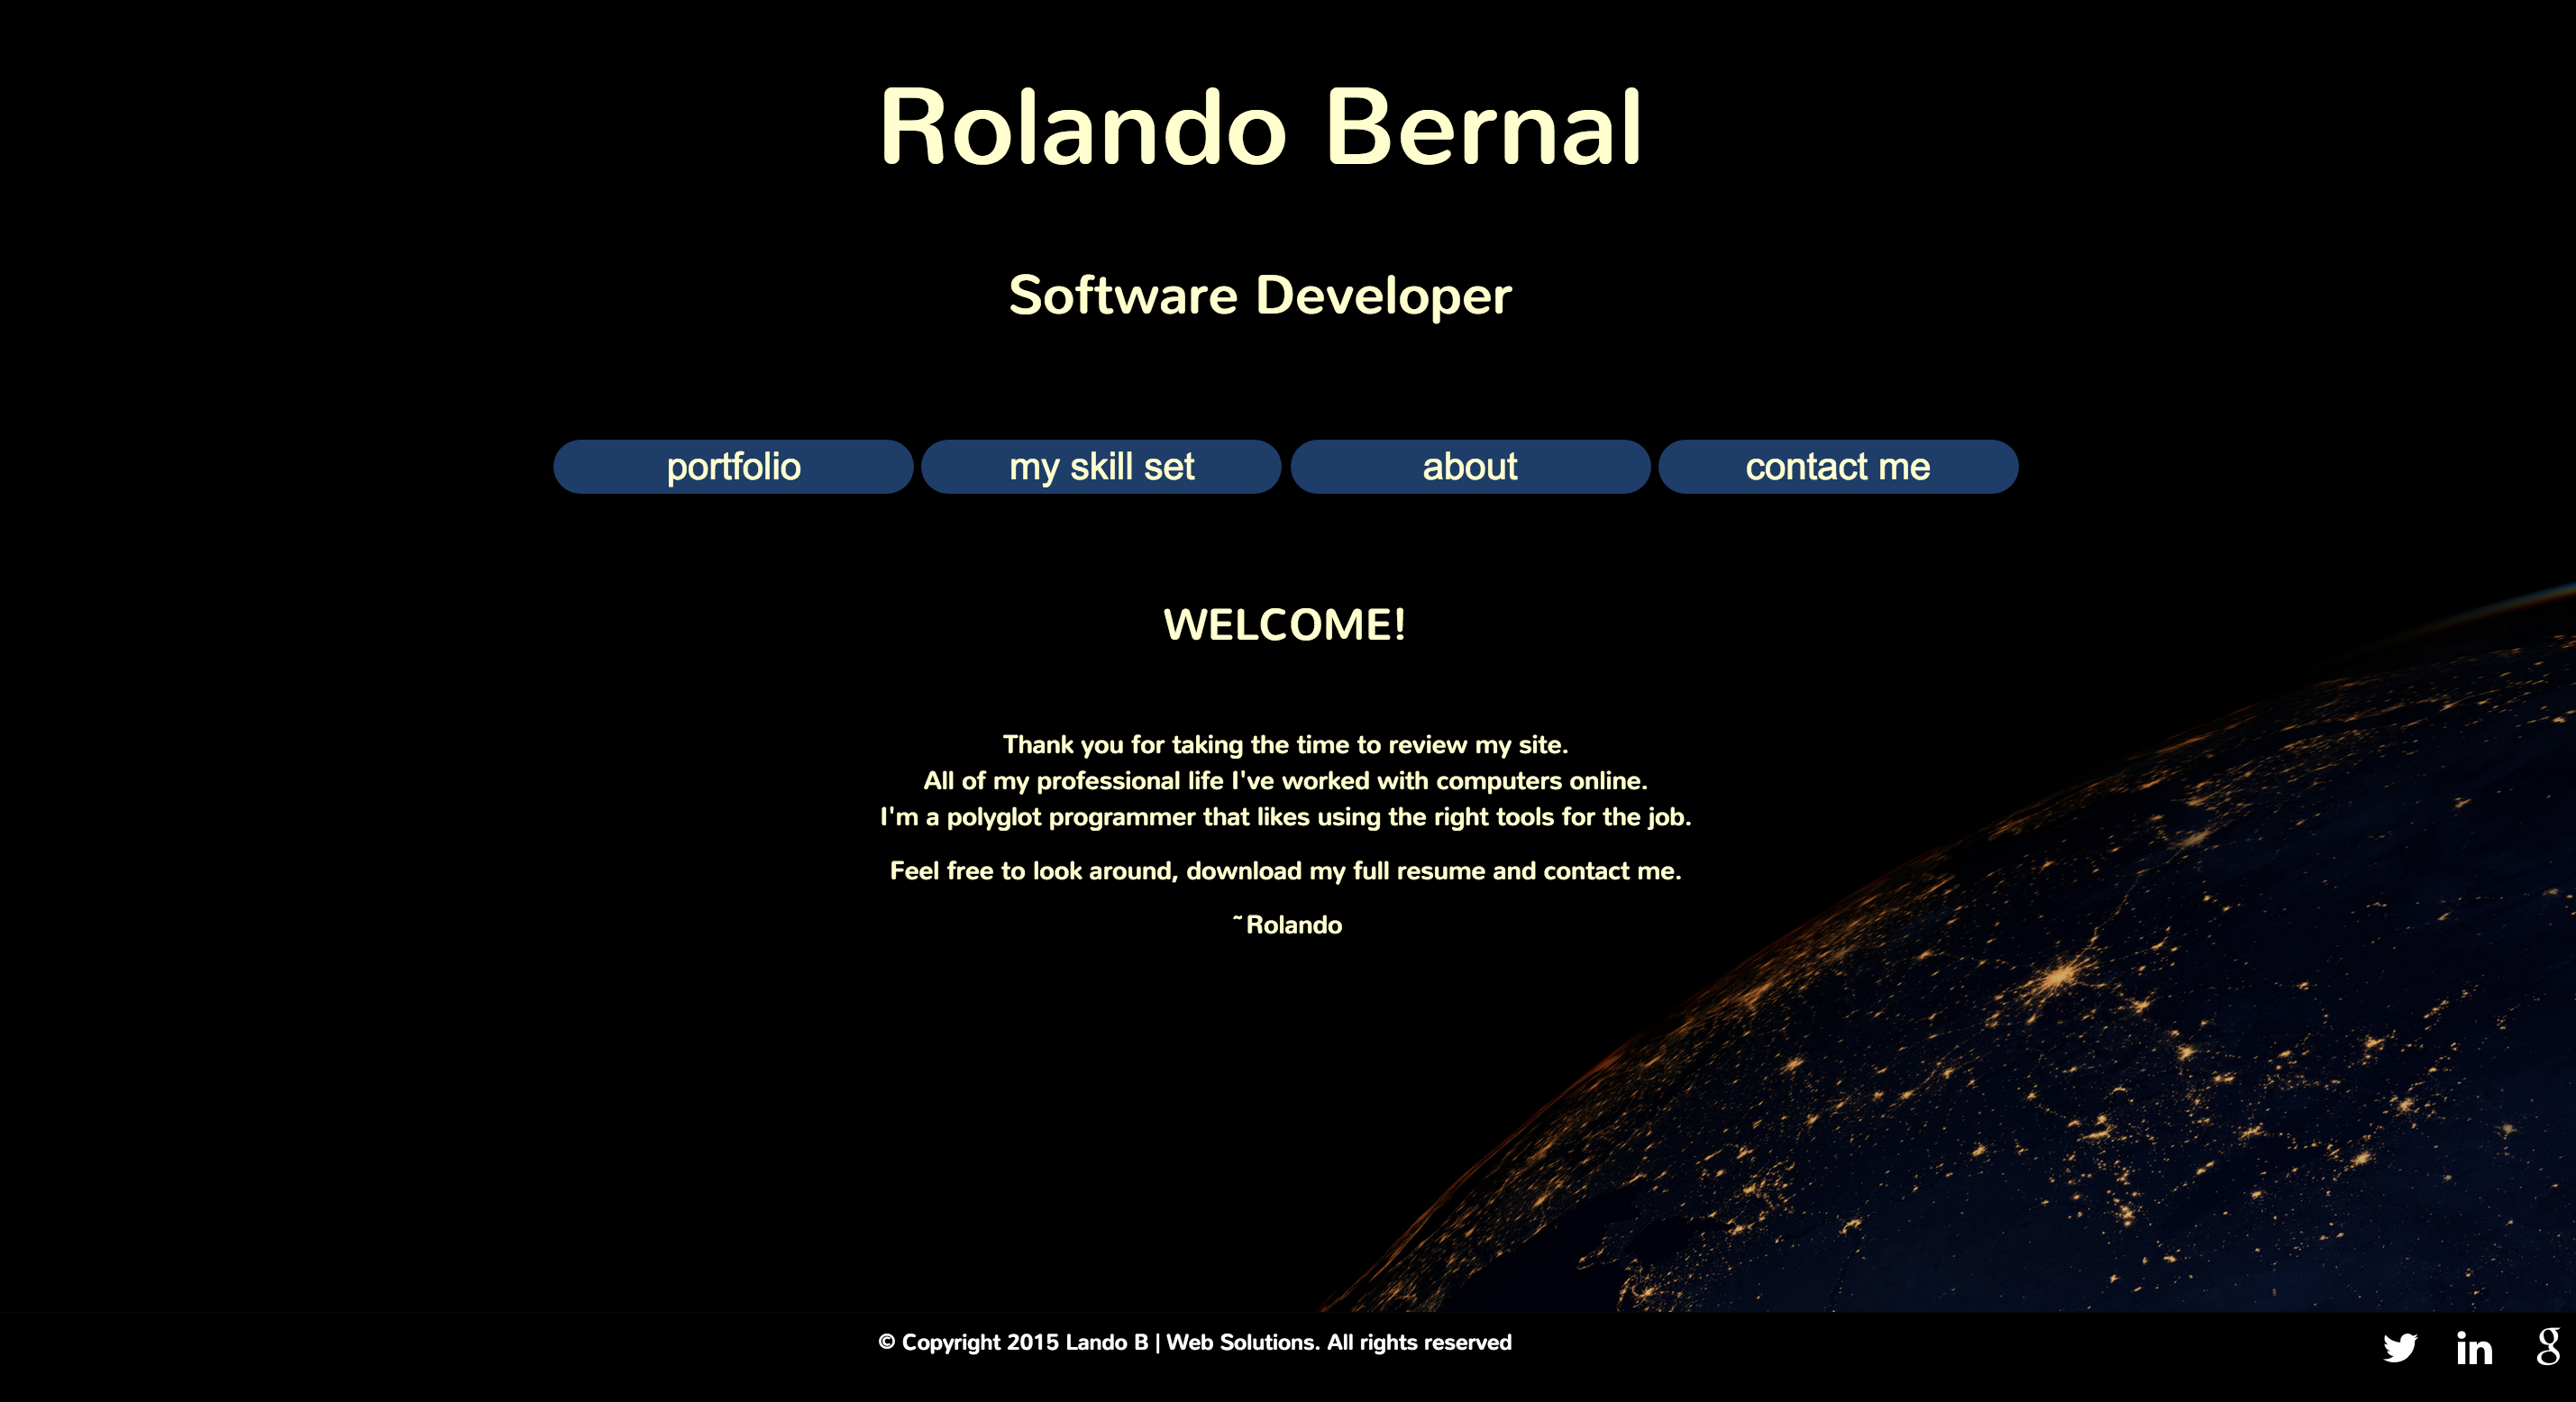 Rolando Bernal
Software Developer
portfolio
my skill set
about
contact me
WELCOME!
Thank you for taking the time to review my site.
All of my professional life I've worked with computers online.
I'm a polyglot programmer that likes using the right tools for the job.
Feel free to look around, download my full resume and contact me.
~Rolando
© Copyright 2015 Lando B | Web Solutions. All rights reserved